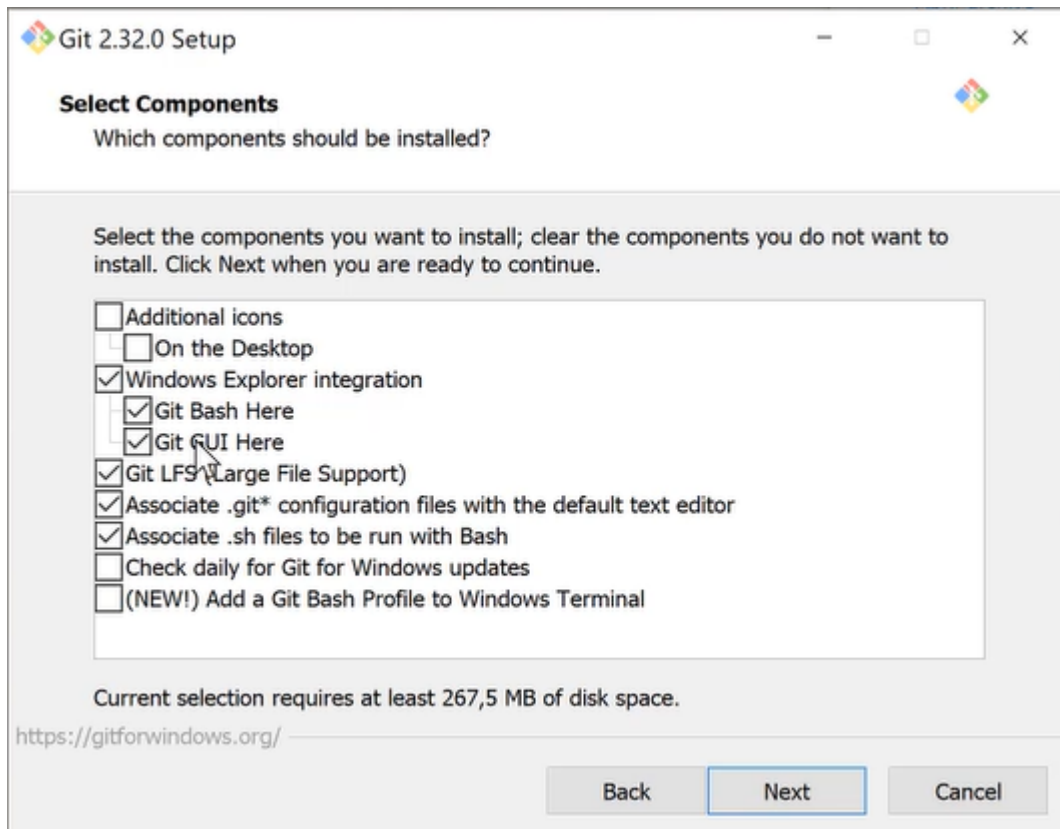 Git 2.32.0 Setup
Select Components
Which components should be installed?
Select the components you want to install; clear the components you do not want to
install. Click Next when you are ready to continue.
Additional icons
On the Desktop
Windows Explorer integration
Git Bash Here
Git GUI Here
Git LFS (Large File Support)
Associate .git* configuration files with the default text editor
Associate .sh files to be run with Bash
Check daily for Git for Windows updates
(NEW!) Add a Git Bash Profile to Windows Terminal
Current selection requires at least 267,5 MB of disk space.
https://gitforwindows.org/
Back Next Cancel